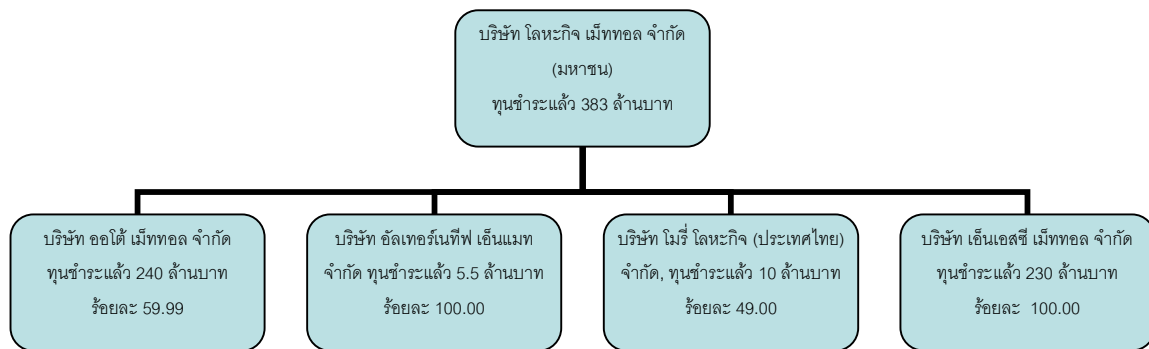 บริษัท โลหะกิจ เม็ททอล จำกัด
(มหาชน)
ทุนชำระแล้ว 383 ล้านบาท
บริษัท ออโต้ เม็ททอล จำกัด
ทุนชำระแล้ว 240 ล้านบาท
ร้อยละ 59.99
บริษัท อัลเทอร์เนทีฟ เอ็นแมท
จำกัด ทุนชำระแล้ว 5.5 ล้านบาท
ร้อยละ 100.00
บริษัท โมรี่ โลหะกิจ (ประเทศไทย)
จำกัด, ทุนชำระแล้ว 10 ล้านบาท
ร้อยละ 49.00
บริษัท เอ็นเอสซี เม็ททอล จำกัด
ทุนชำระแล้ว 230 ล้านบาท
ร้อยละ 100.00